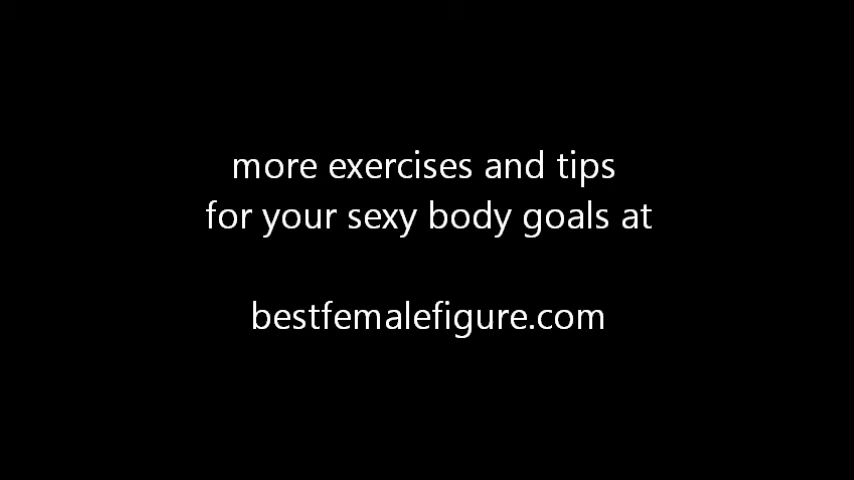 more exercises and tips
for your sexy body goals at
bestfemalefigure.com